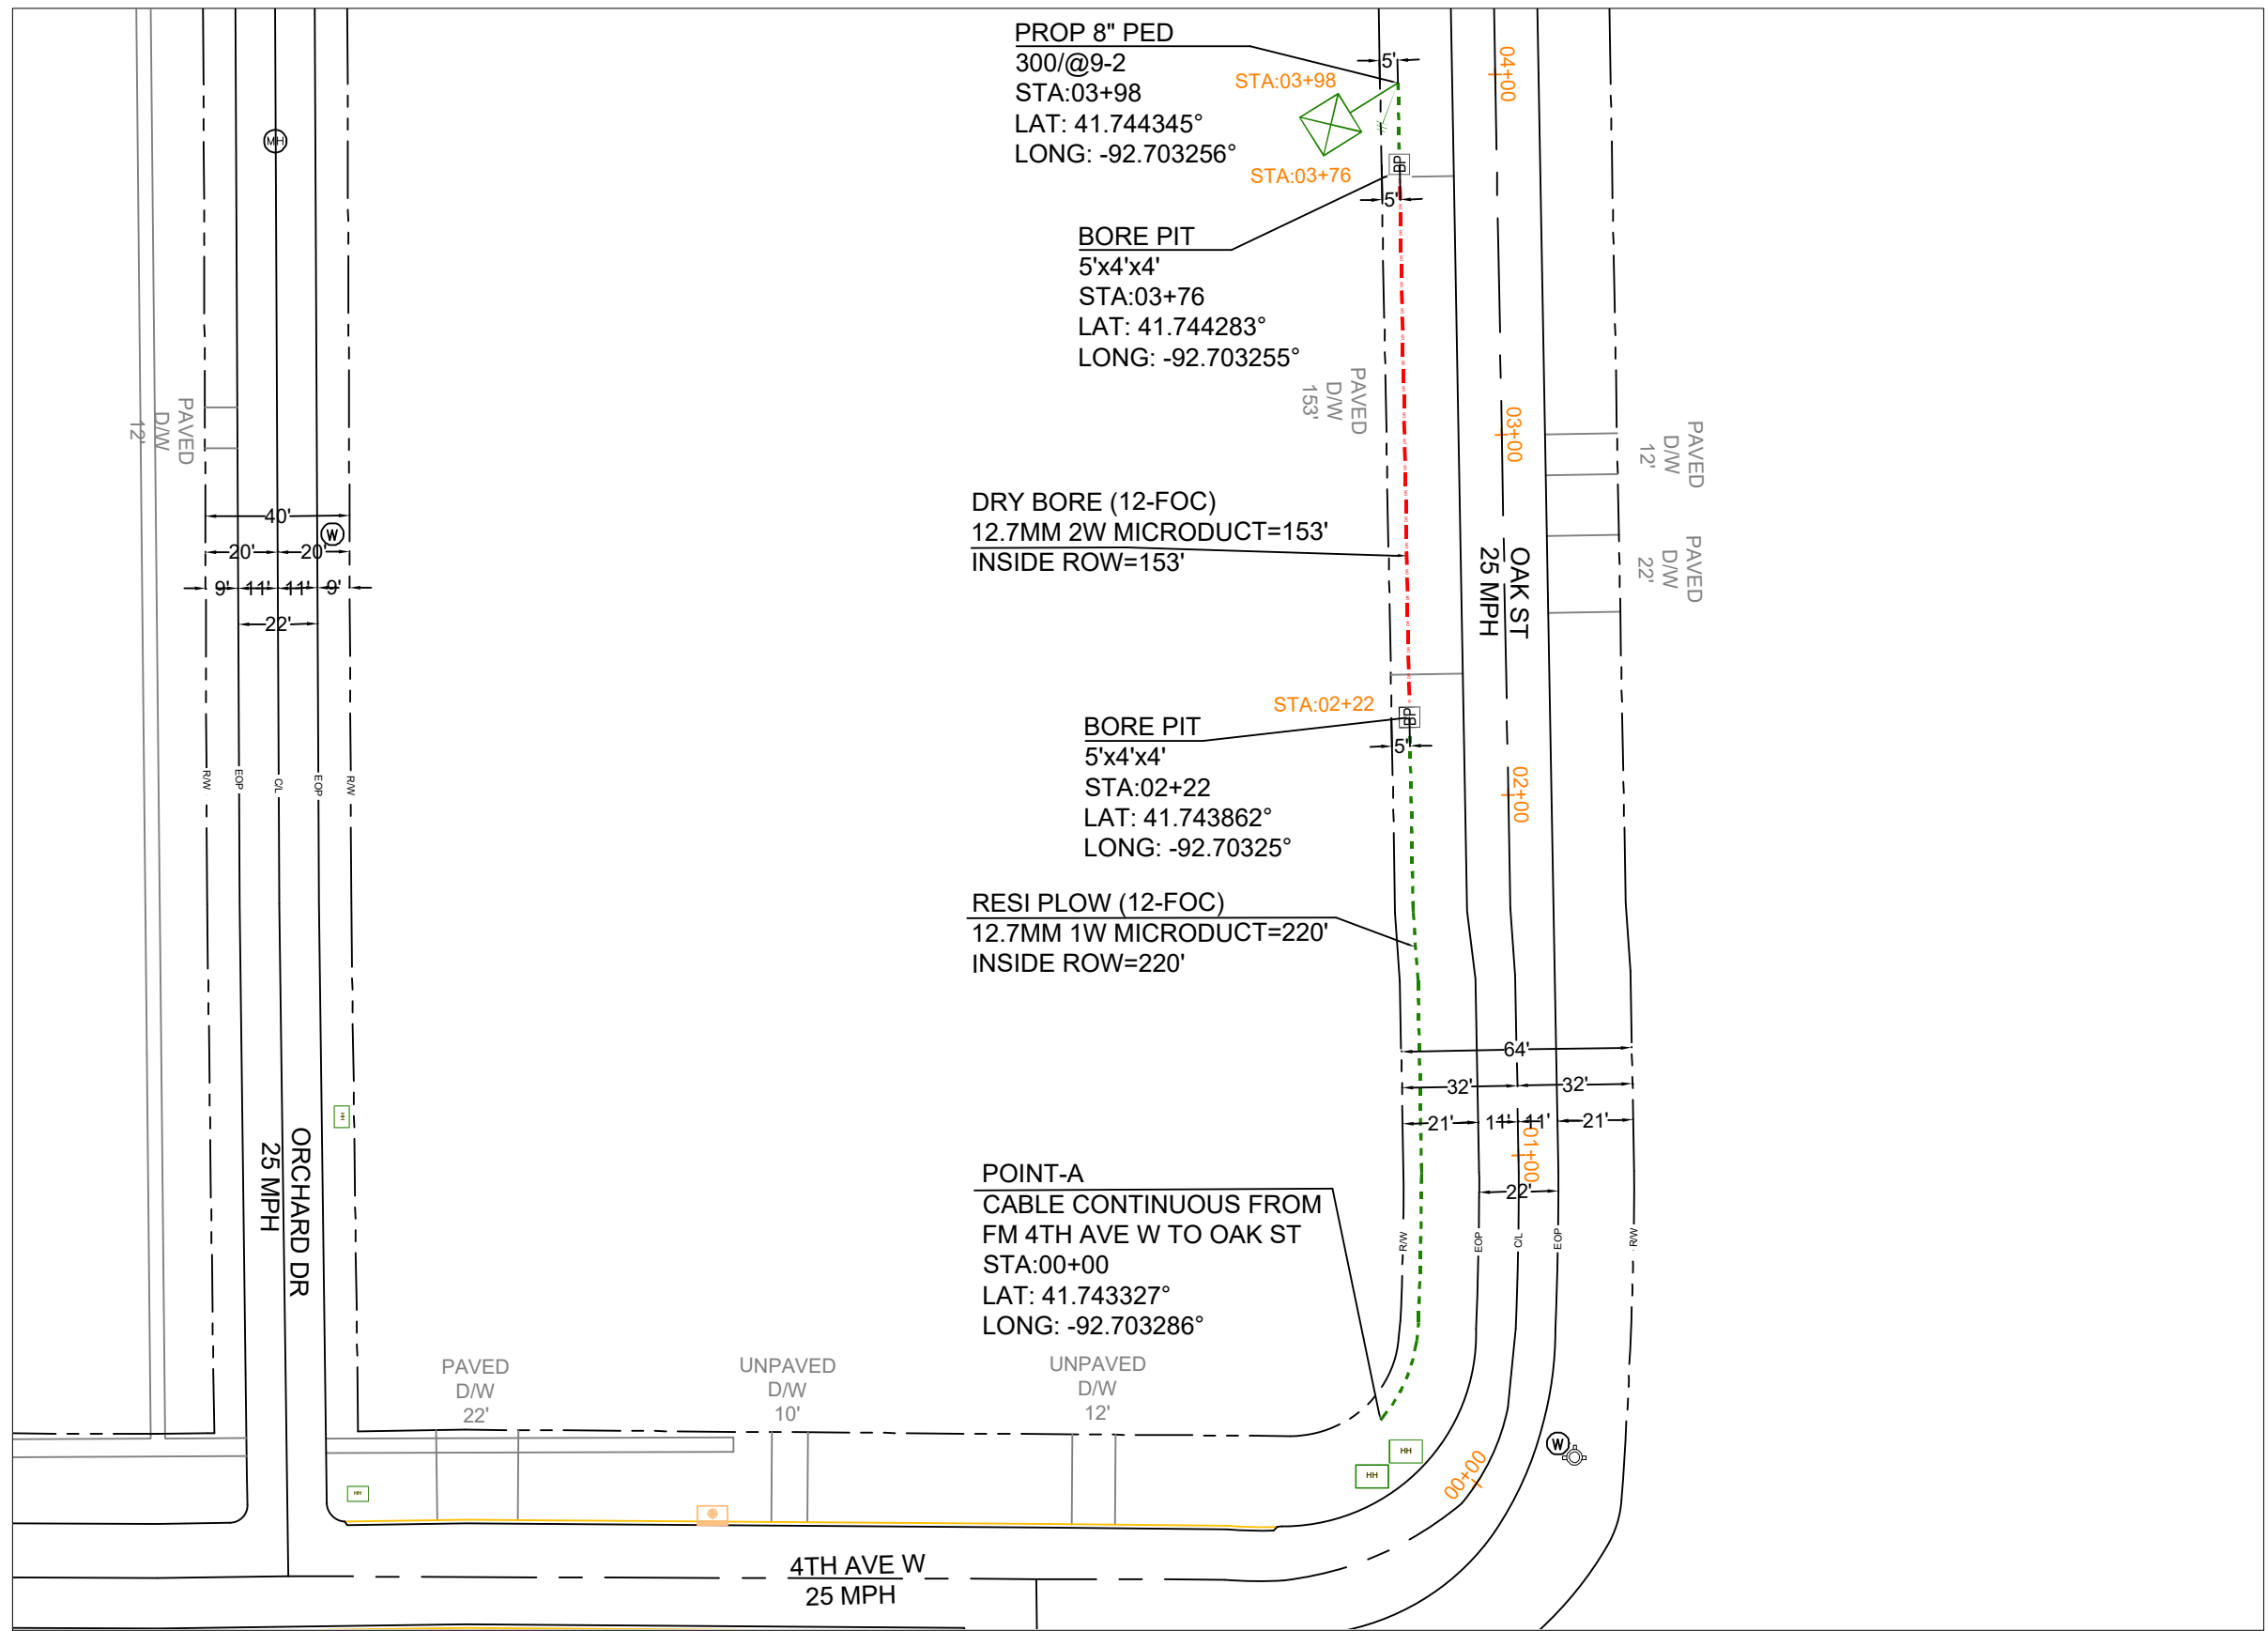 PROP 8" PED
300/@9-2
STA:03+98
LAT: 41.744345°
LONG: -92.703256°
STA:03+98
5'
04+00
MH
BP
STA:03+76
5'
BORE PIT
5'x4'x4'
STA:03+76
LAT: 41.744283°
LONG: -92.703255°
PAVED
D/W
153'
PAVED
D/W
12'
03+00
PAVED
D/W
12'
DRY BORE (12-FOC)
12.7MM 2W MICRODUCT=153'
INSIDE ROW=153'
40'
W
20'
20'
9'
11'
11'
9'
22'
OAK ST
25 MPH
PAVED
D/W
22'
STA:02+22
BP
5'
BORE PIT
5'x4'x4'
STA:02+22
LAT: 41.743862°
LONG: -92.70325°
R/W
EOP
C/L
EOP
R/W
02+00
RESI PLOW (12-FOC)
12.7MM 1W MICRODUCT=220'
INSIDE ROW=220'
64'
32'
32'
21'
11'
11'
21'
01+00
22'
HH
ORCHARD DR
25 MPH
POINT-A
CABLE CONTINUOUS FROM
FM 4TH AVE W TO OAK ST
STA:00+00
LAT: 41.743327°
LONG: -92.703286°
R/W
EOP
C/L
EOP
R/W
PAVED
D/W
22'
UNPAVED
D/W
10'
UNPAVED
D/W
12'
HH
HH
HH
00+00
W
4TH AVE W
25 MPH